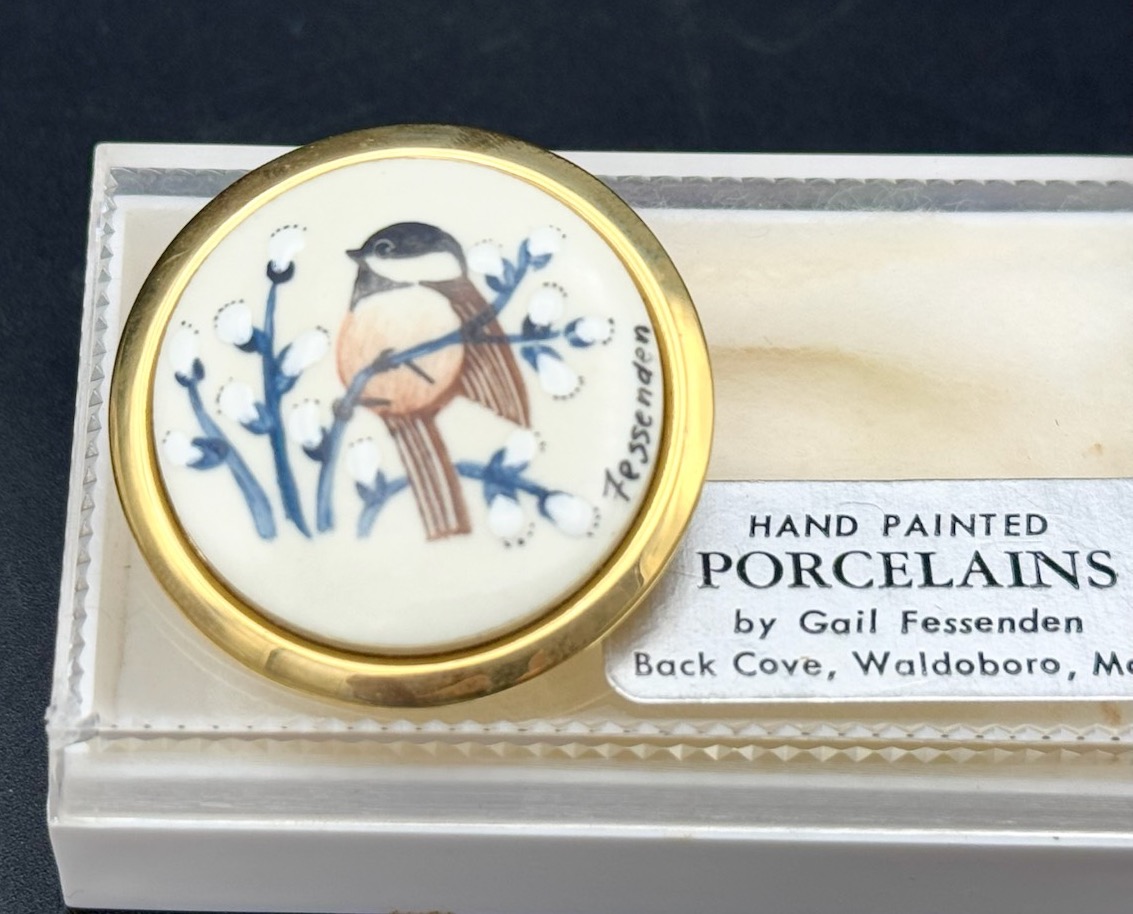 Fessenden
HAND PAINTED
PORCELAINS
by Gail Fessenden
Back Cove, Waldoboro,